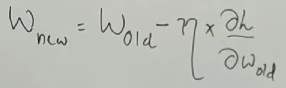 W_new = W_old - η × ∂h/∂w_old